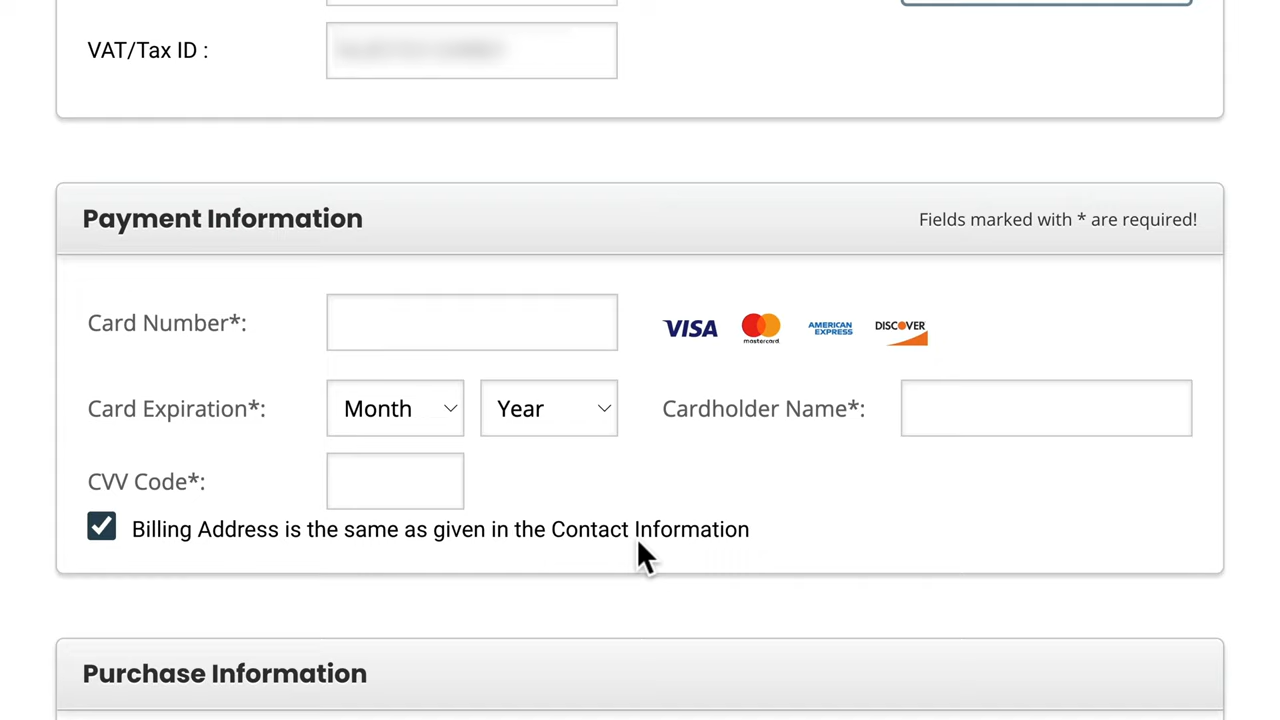 VAT/Tax ID :
Payment Information
Fields marked with * are required!
Card Number*:
VISA
mastercard
AMERICAN EXPRESS
DISCOVER
Card Expiration*:
Month
Year
Cardholder Name*:
CVV Code*:
Billing Address is the same as given in the Contact Information
Purchase Information